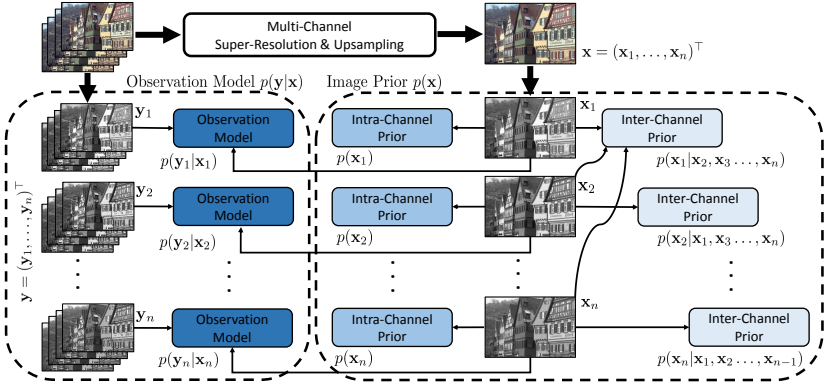 Multi-Channel
Super-Resolution & Upsampling
x = (x₁, . . . , xₙ)⊤
Observation Model p(y|x)
Image Prior p(x)
y = (y₁, . . . , yₙ)⊤
y₁
Observation
Model
p(y₁|x₁)
Intra-Channel
Prior
p(x₁)
x₁
Inter-Channel
Prior
p(x₁|x₂, x₃ . . . , xₙ)
y₂
Observation
Model
p(y₂|x₂)
Intra-Channel
Prior
p(x₂)
x₂
Inter-Channel
Prior
p(x₂|x₁, x₃ . . . , xₙ)
yₙ
Observation
Model
p(yₙ|xₙ)
Intra-Channel
Prior
p(xₙ)
xₙ
Inter-Channel
Prior
p(xₙ|x₁, x₂ . . . , xₙ₋₁)